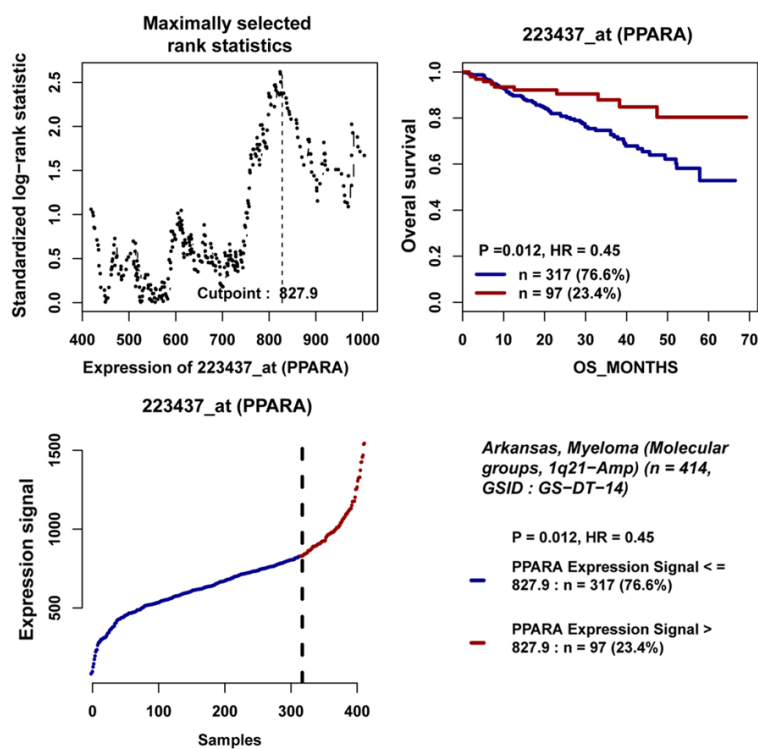 Maximally selected
rank statistics
Standardized log−rank statistic
2.5
2.0
1.5
1.0
0.5
0.0
Cutpoint : 827.9
400 500 600 700 800 900 1000
Expression of 223437_at (PPARA)
223437_at (PPARA)
Overal survival
1.0
0.8
0.6
0.4
0.2
0.0
P =0.012, HR = 0.45
n = 317 (76.6%)
n = 97 (23.4%)
0 10 20 30 40 50 60 70
OS_MONTHS
223437_at (PPARA)
Expression signal
1500
1000
500
0 100 200 300 400
Samples
Arkansas, Myeloma (Molecular
groups, 1q21−Amp) (n = 414,
GSID : GS−DT−14)
P = 0.012, HR = 0.45
PPARA Expression Signal < =
827.9 : n = 317 (76.6%)
PPARA Expression Signal >
827.9 : n = 97 (23.4%)